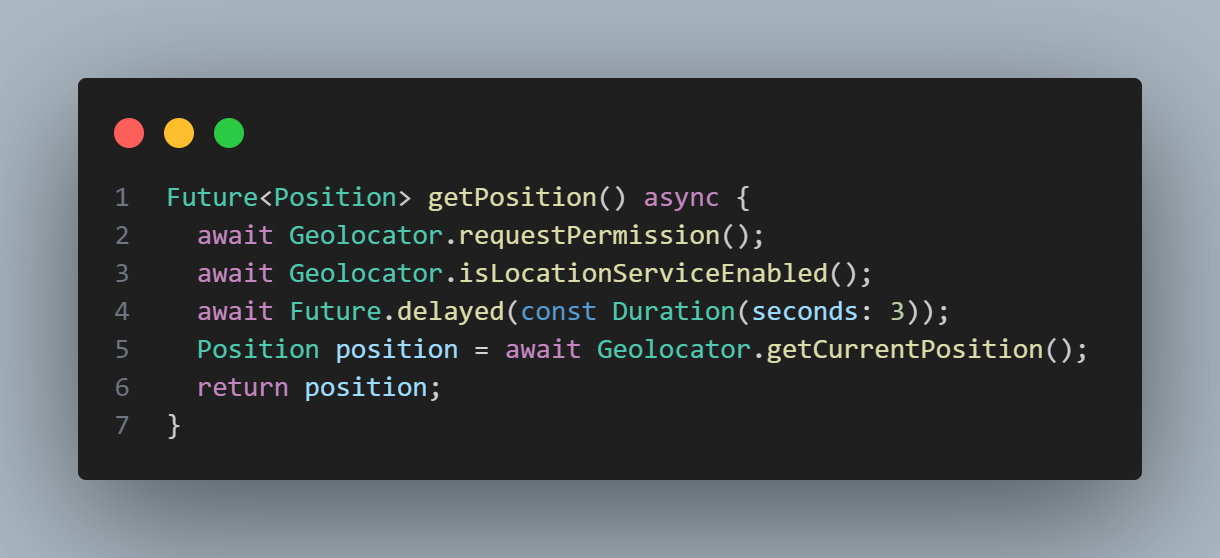 1 Future<Position> getPosition() async {
2   await Geolocator.requestPermission();
3   await Geolocator.isLocationServiceEnabled();
4   await Future.delayed(const Duration(seconds: 3));
5   Position position = await Geolocator.getCurrentPosition();
6   return position;
7 }